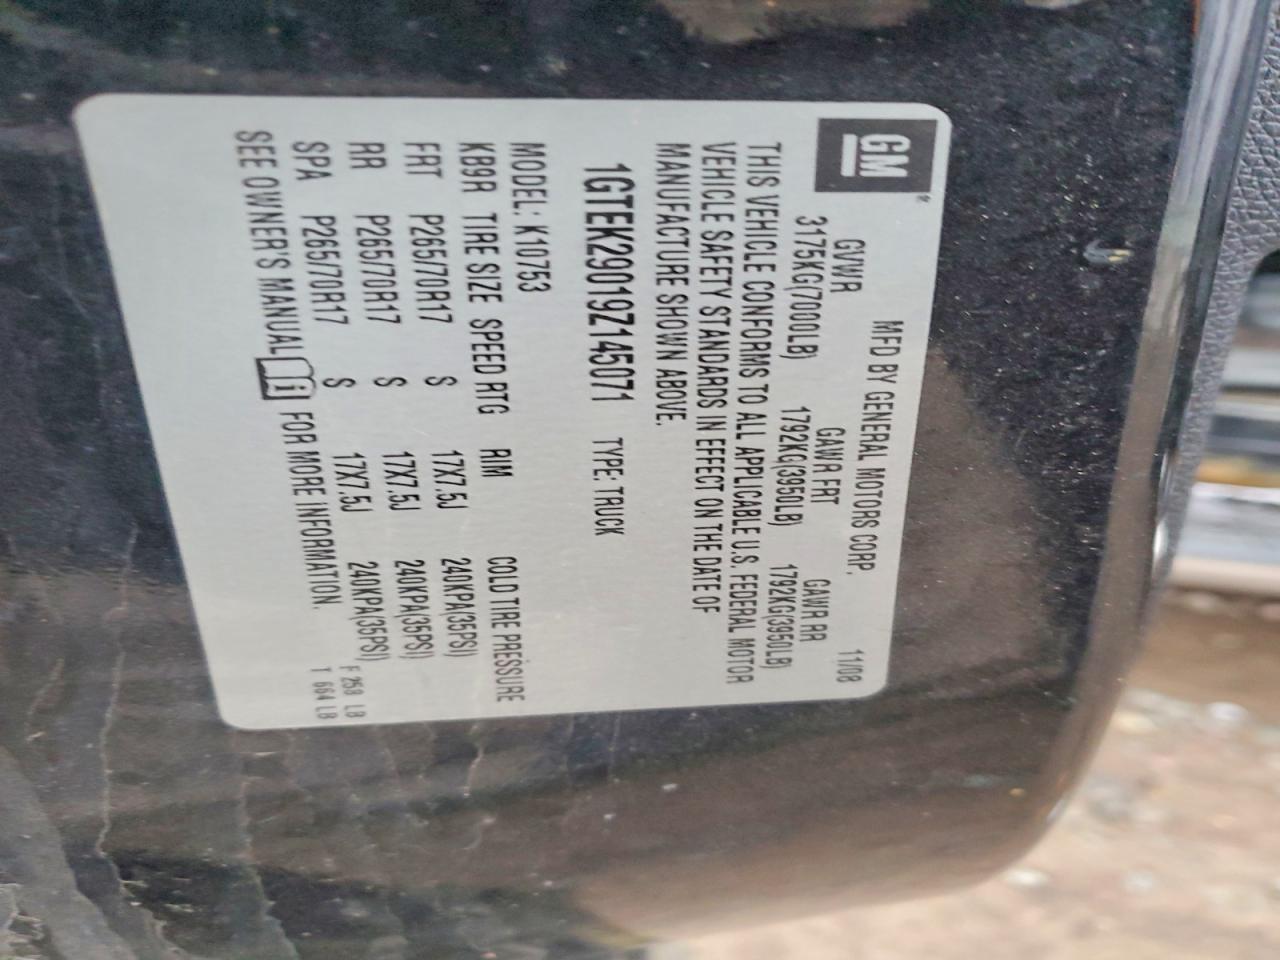 GM
MFD BY GENERAL MOTORS CORP. 11/08
GVWR GAWR FRT GAWR RR
3175KG(7000LB) 1792KG(3950LB) 1792KG(3950LB)
THIS VEHICLE CONFORMS TO ALL APPLICABLE U.S. FEDERAL MOTOR
VEHICLE SAFETY STANDARDS IN EFFECT ON THE DATE OF
MANUFACTURE SHOWN ABOVE.
1GTEK29019Z145071 TYPE: TRUCK
MODEL: K10753
KB9R TIRE SIZE SPEED RTG RIM COLD TIRE PRESSURE
FRT P265/70R17 S 17X7.5J 240KPA(35PSI)
RR P265/70R17 S 17X7.5J 240KPA(35PSI)
SPA P265/70R17 S 17X7.5J 240KPA(35PSI)
SEE OWNER'S MANUAL i FOR MORE INFORMATION.
F 258 LB
T 664 LB